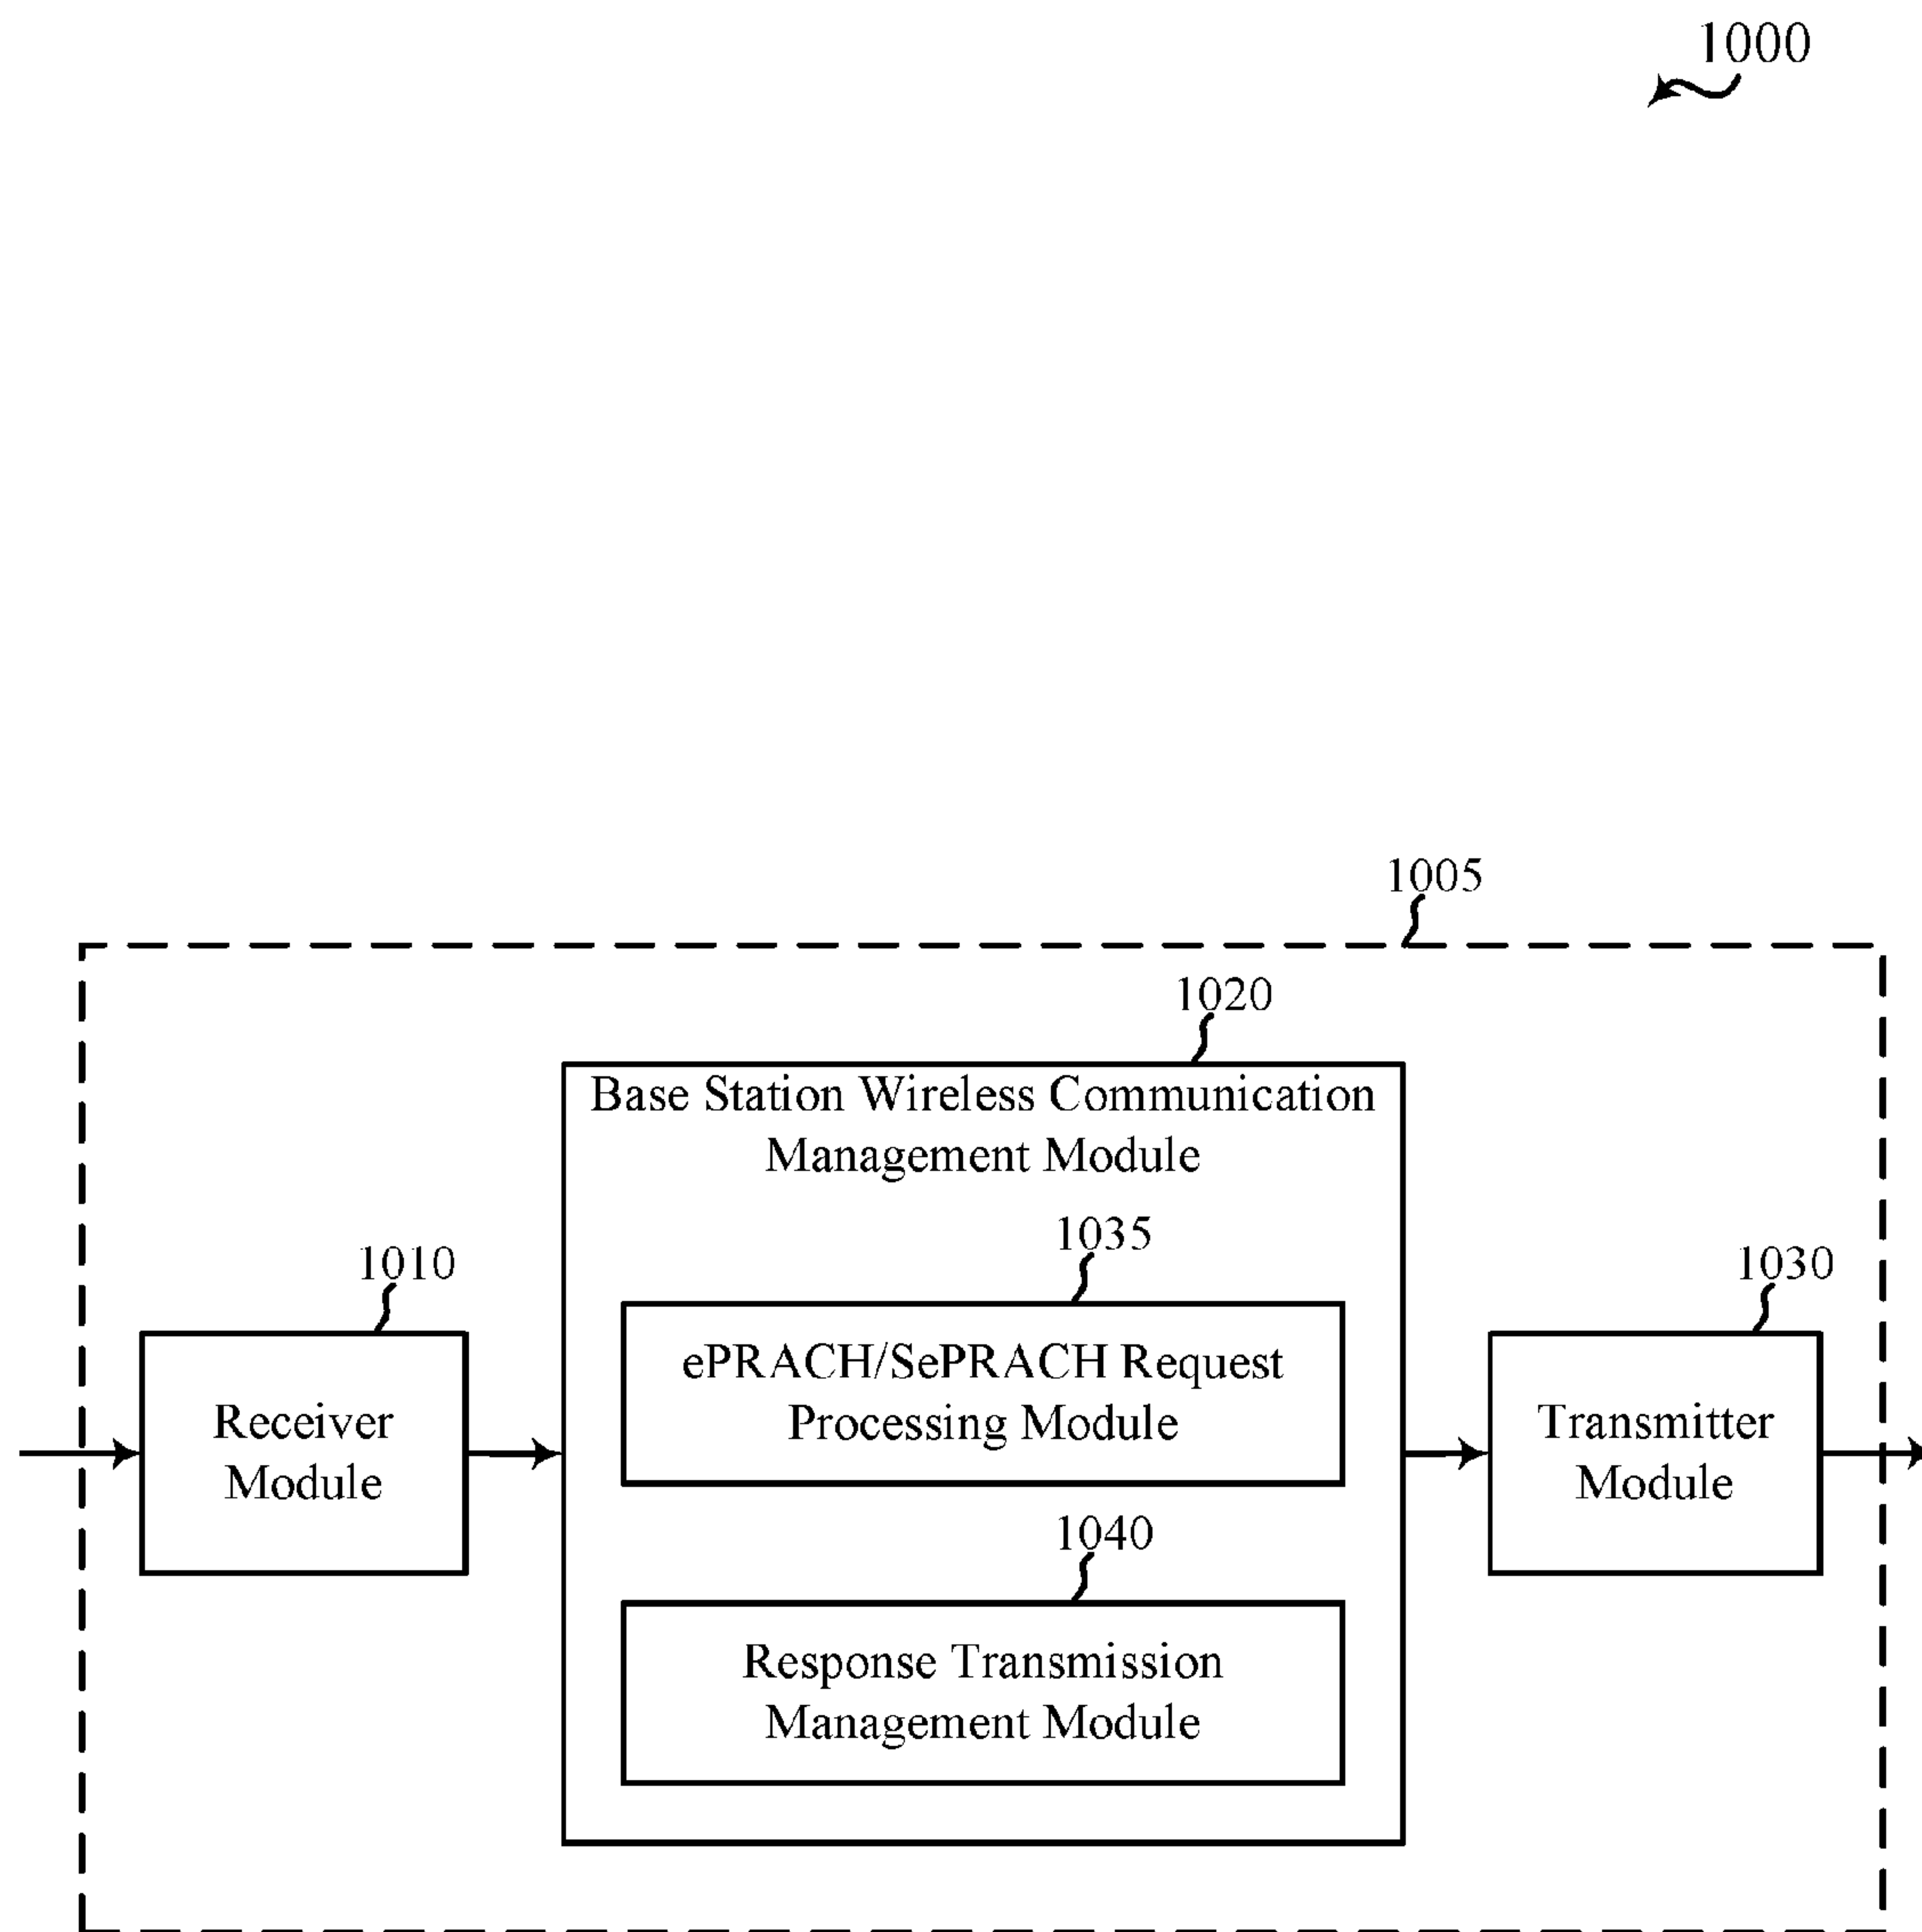 1000
1005
1020
Base Station Wireless Communication
Management Module
1035
1010
1030
ePRACH/SePRACH Request
Processing Module
Receiver
Module
Transmitter
Module
1040
Response Transmission
Management Module